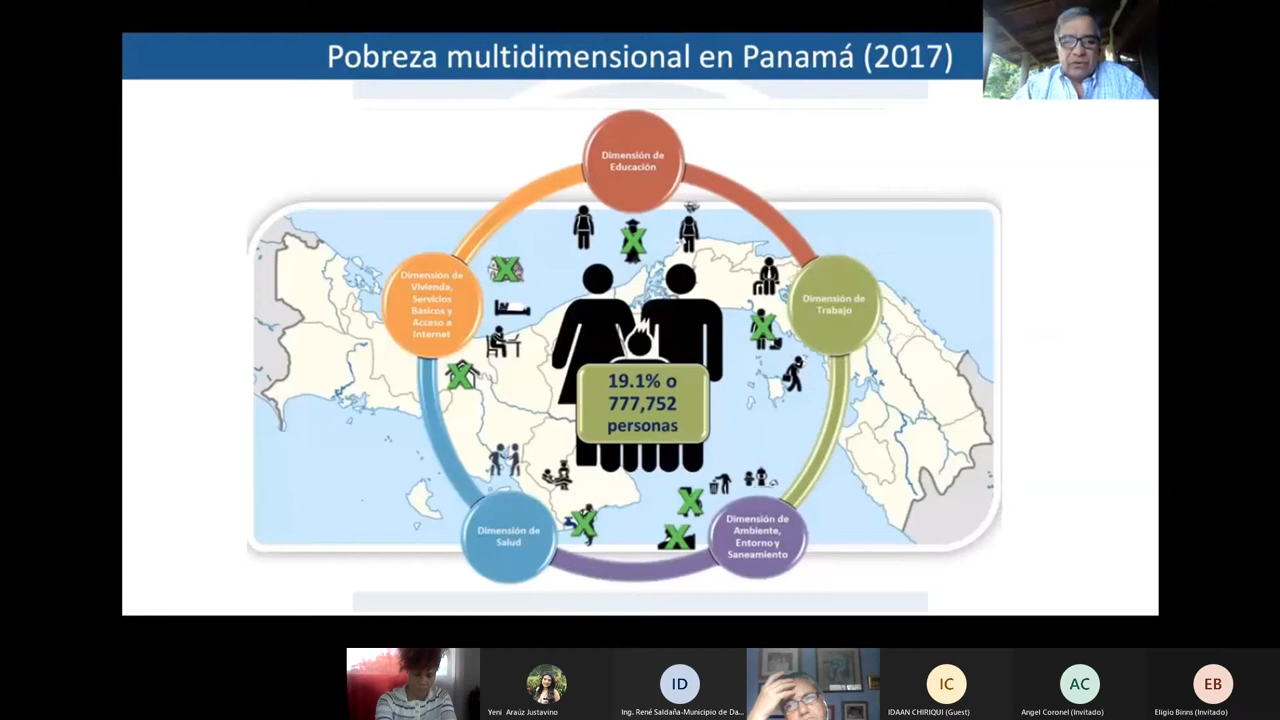 Pobreza multidimensional en Panamá (2017)
Dimensión de
Educación
Dimensión de
Vivienda,
Servicios
Básicos y
Acceso a
Internet
Dimensión de
Trabajo
19.1% o
777,752
personas
Dimensión de
Salud
Dimensión de
Ambiente,
Entorno y
Saneamiento
ID
IC
AC
EB
Yeni Araúz Justavino
Ing. René Saldaña-Municipio de Da...
IDAAN CHIRIQUI (Guest)
Angel Coronel (Invitado)
Eligio Binns (Invitado)